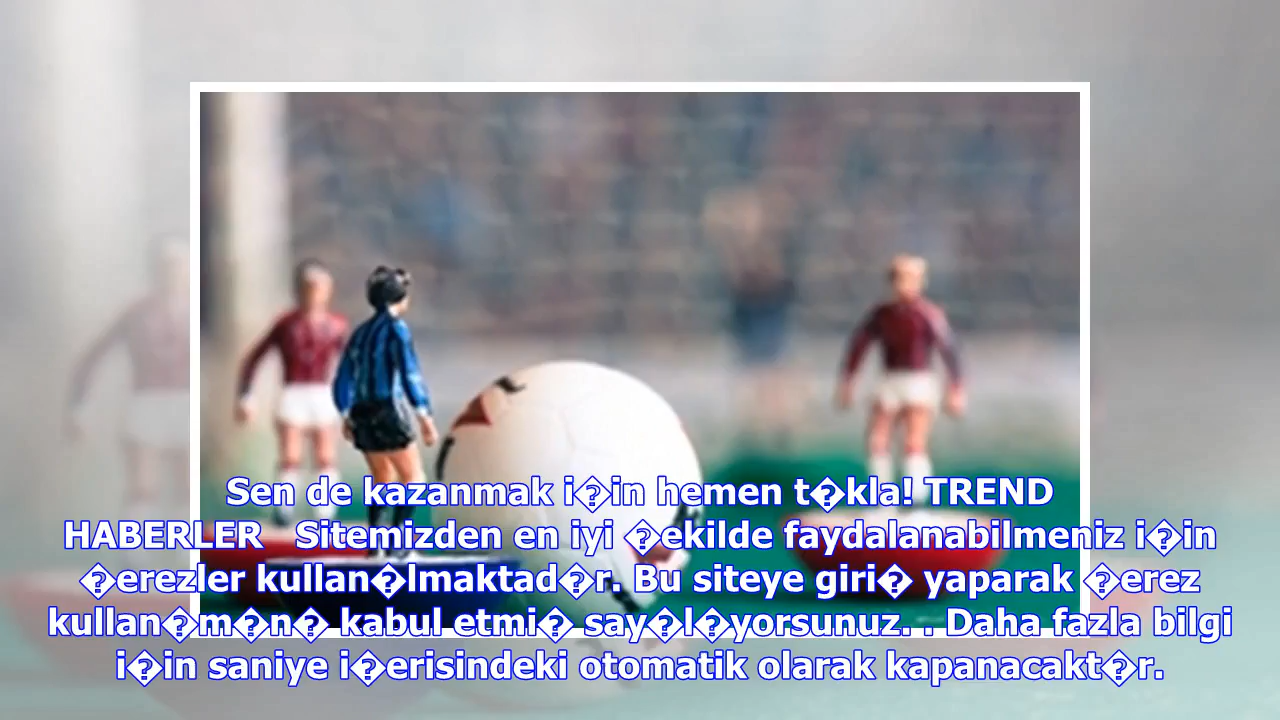 Sen de kazanmak i�in hemen t�kla! TREND
HABERLER   Sitemizden en iyi �ekilde faydalanabilmeniz i�in
�erezler kullan�lmaktad�r. Bu siteye giri� yaparak �erez
kullan�m�n� kabul etmi� say�l�yorsunuz. . Daha fazla bilgi
i�in saniye i�erisindeki otomatik olarak kapanacakt�r.